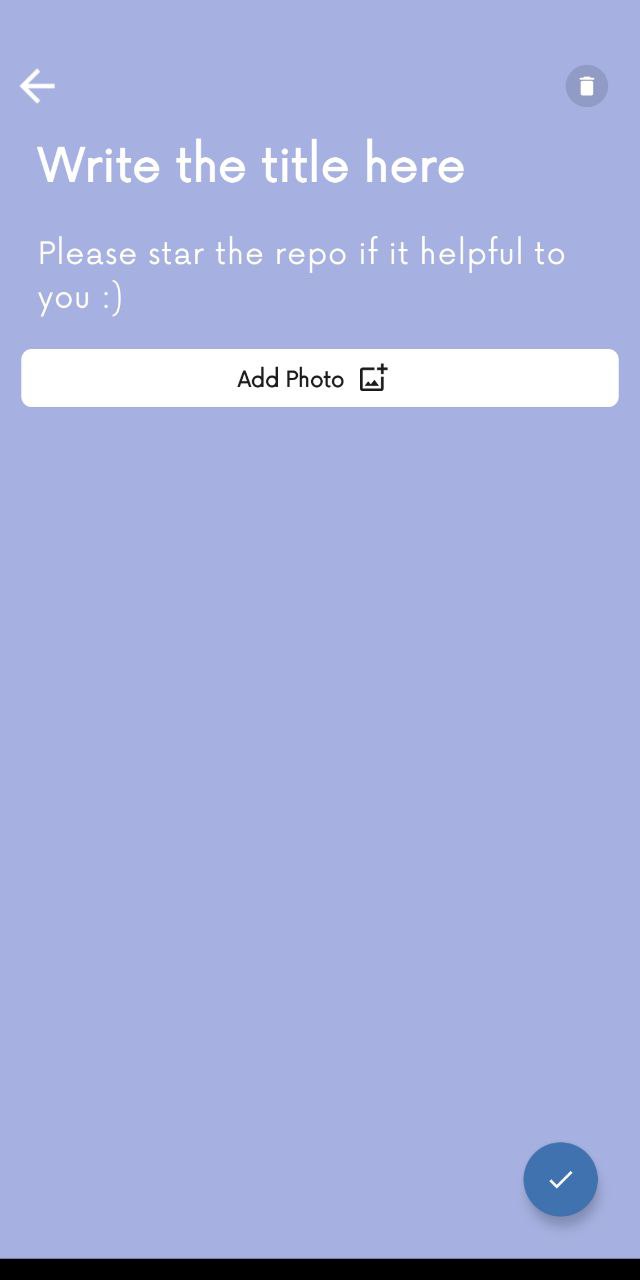 Write the title here
Please star the repo if it helpful to
you :)
Add Photo